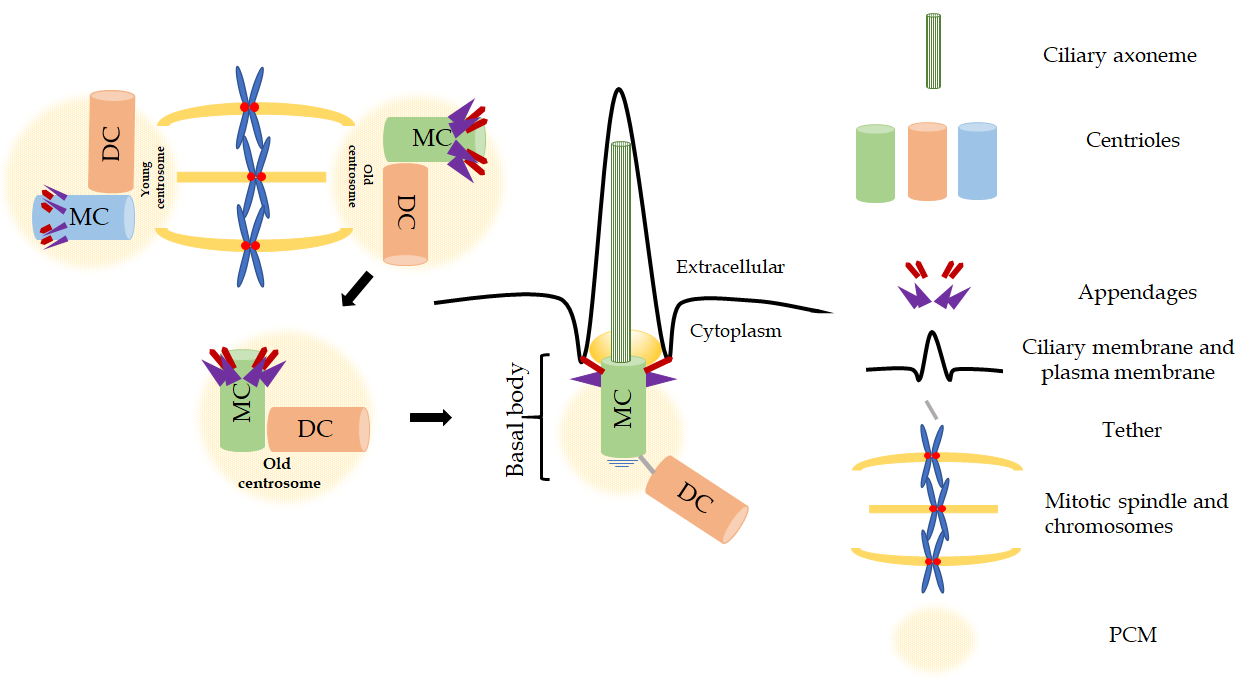 DC
MC
Young
centrosome
Old
centrosome
MC
DC
MC
DC
Old
centrosome
Basal body
MC
DC
Extracellular
Cytoplasm
Ciliary axoneme
Centrioles
Appendages
Ciliary membrane and
plasma membrane
Tether
Mitotic spindle and
chromosomes
PCM